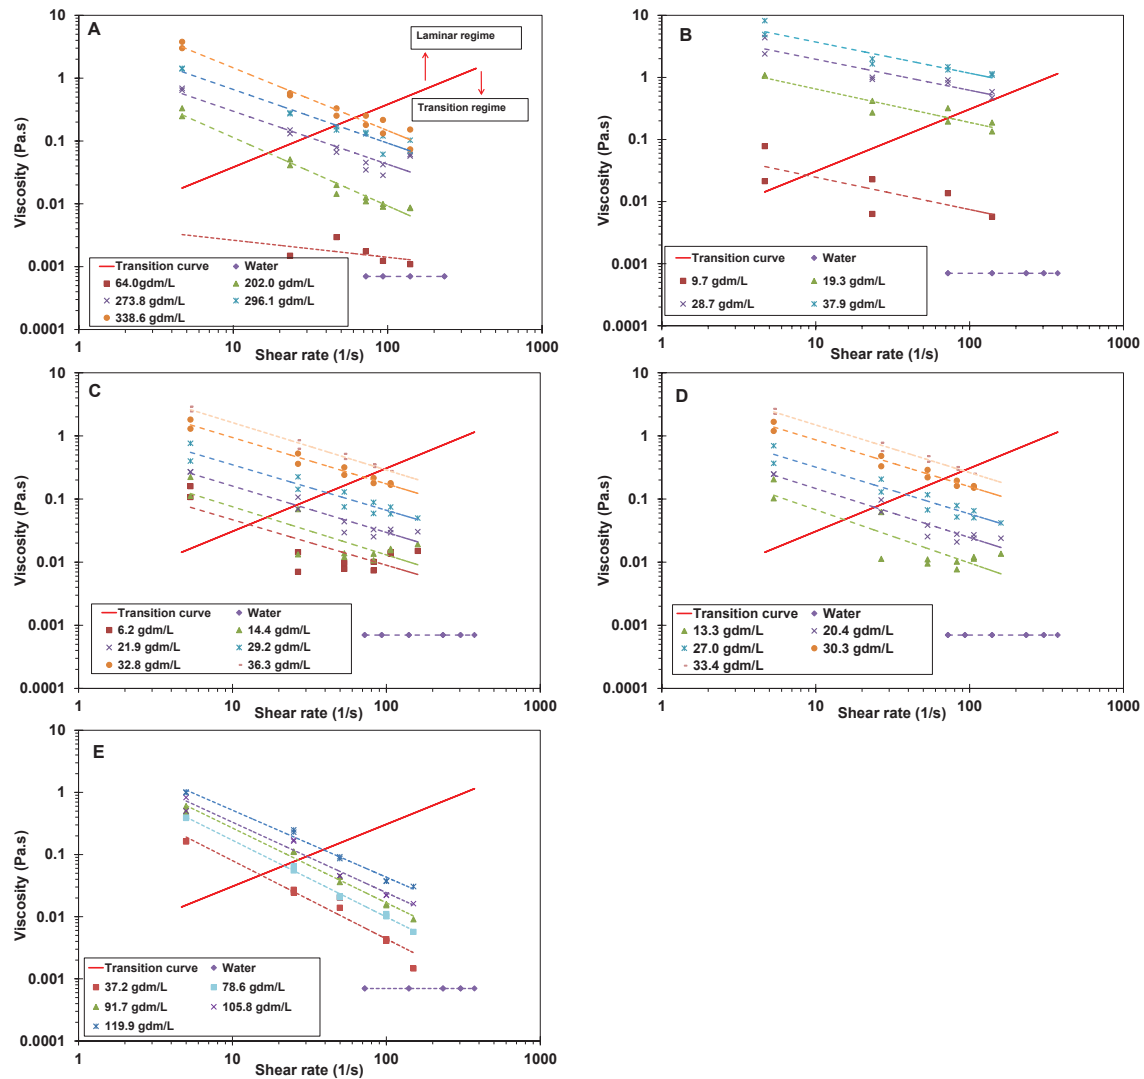 A
Laminar regime
Transition regime
Viscosity (Pa.s)
10
1
0.1
0.01
0.001
0.0001
Transition curve
Water
64.0gdm/L
202.0 gdm/L
273.8 gdm/L
296.1 gdm/L
338.6 gdm/L
1 10 100 1000
Shear rate (1/s)
B
Viscosity (Pa.s)
10
1
0.1
0.01
0.001
0.0001
Transition curve
Water
9.7 gdm/L
19.3 gdm/L
28.7 gdm/L
37.9 gdm/L
1 10 100 1000
Shear rate (1/s)
C
Viscosity (Pa.s)
10
1
0.1
0.01
0.001
0.0001
Transition curve
Water
6.2 gdm/L
14.4 gdm/L
21.9 gdm/L
29.2 gdm/L
32.8 gdm/L
36.3 gdm/L
1 10 100 1000
Shear rate (1/s)
D
Viscosity (Pa.s)
10
1
0.1
0.01
0.001
0.0001
Transition curve
Water
13.3 gdm/L
20.4 gdm/L
27.0 gdm/L
30.3 gdm/L
33.4 gdm/L
1 10 100 1000
Shear rate (1/s)
E
Viscosity (Pa.s)
10
1
0.1
0.01
0.001
0.0001
Transition curve
Water
37.2 gdm/L
78.6 gdm/L
91.7 gdm/L
105.8 gdm/L
119.9 gdm/L
1 10 100 1000
Shear rate (1/s)